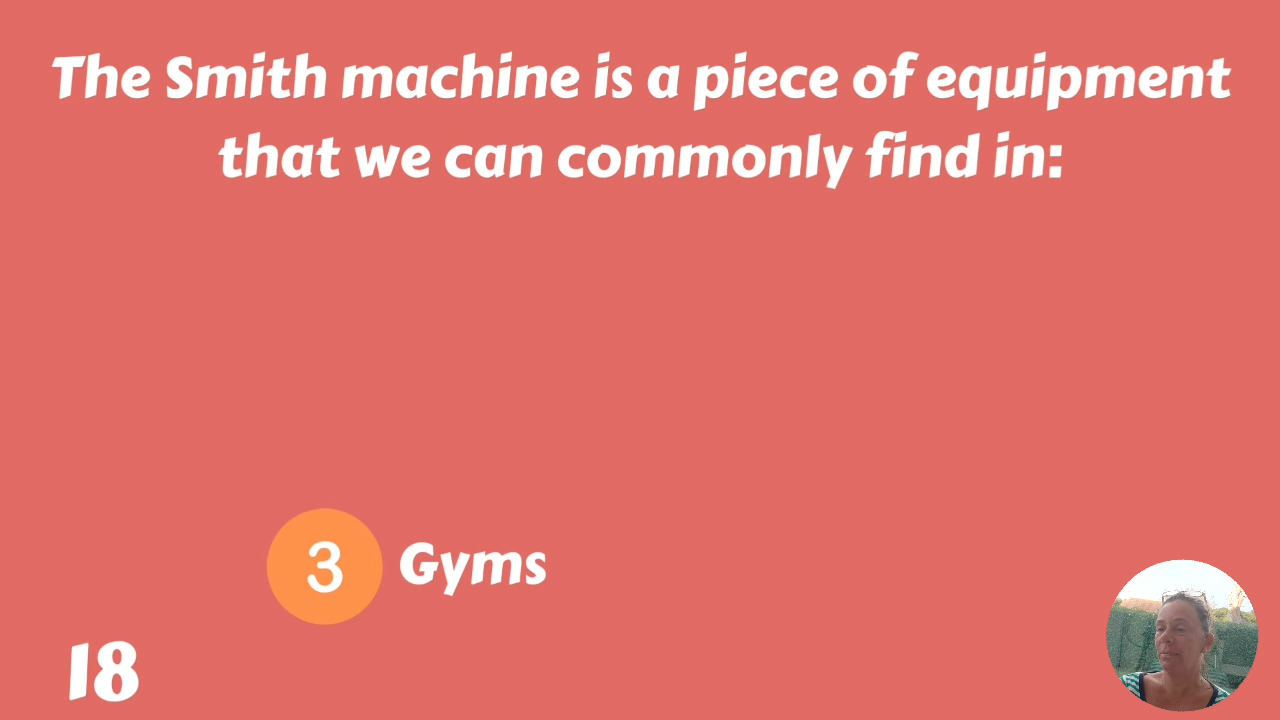 The Smith machine is a piece of equipment
that we can commonly find in:
3 Gyms
18